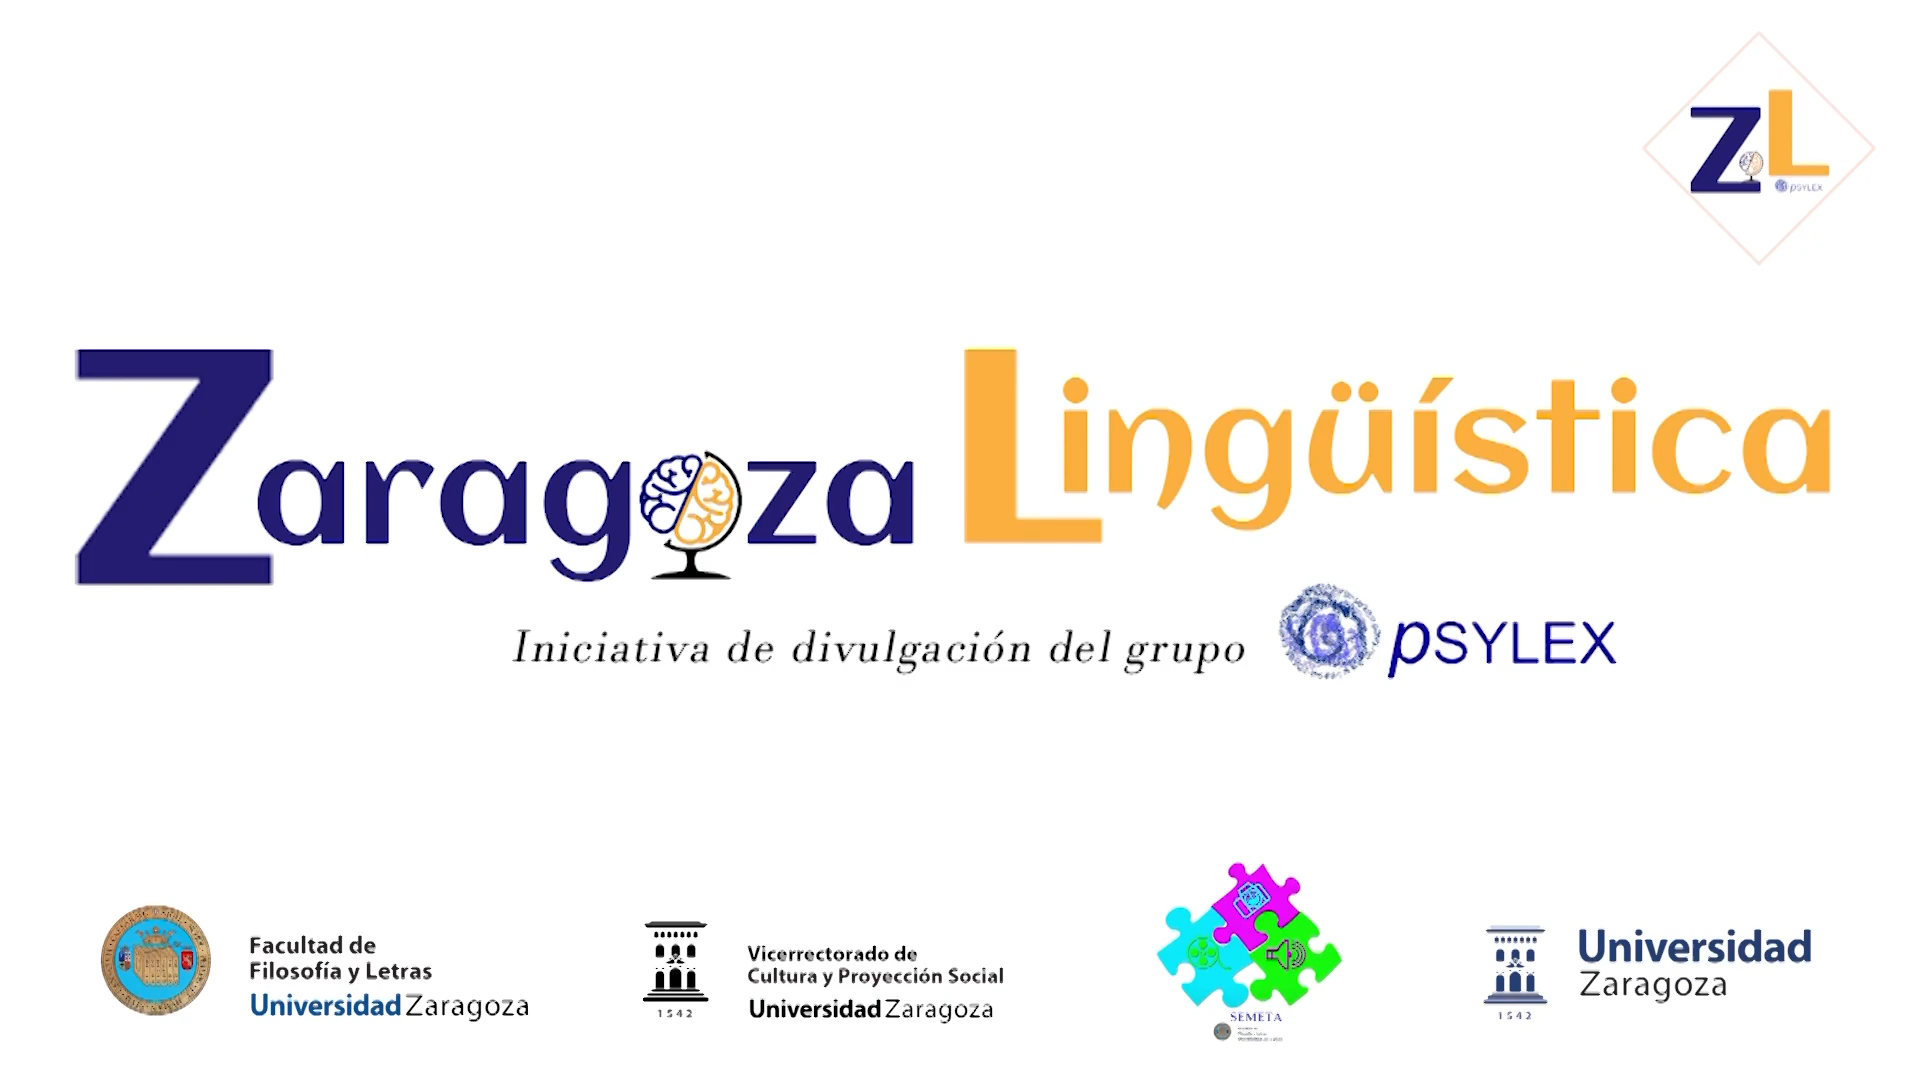 ZL
pSYLEX
Zaragoza Lingüística
Iniciativa de divulgación del grupo pSYLEX
Facultad de
Filosofía y Letras
Universidad Zaragoza
1542
Vicerrectorado de
Cultura y Proyección Social
Universidad Zaragoza
SEMETA
1542
Universidad
Zaragoza